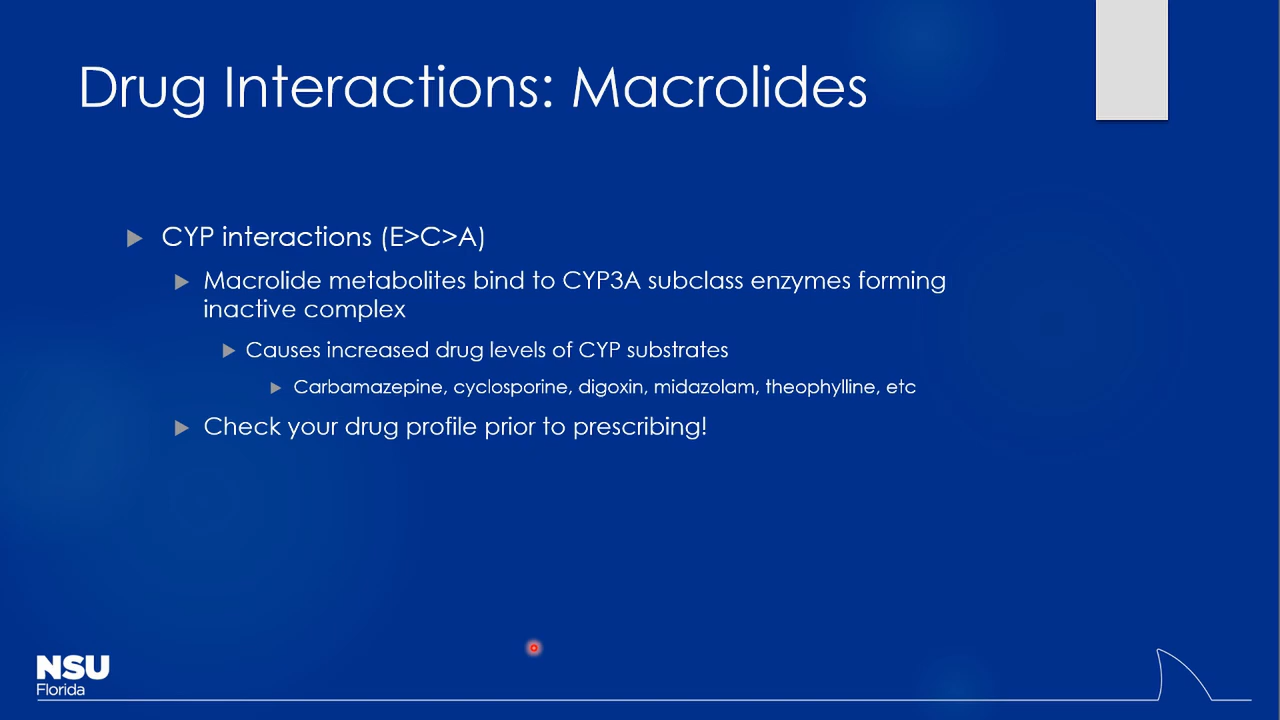 Drug Interactions: Macrolides
CYP interactions (E>C>A)
Macrolide metabolites bind to CYP3A subclass enzymes forming
inactive complex
Causes increased drug levels of CYP substrates
Carbamazepine, cyclosporine, digoxin, midazolam, theophylline, etc
Check your drug profile prior to prescribing!
NSU
Florida